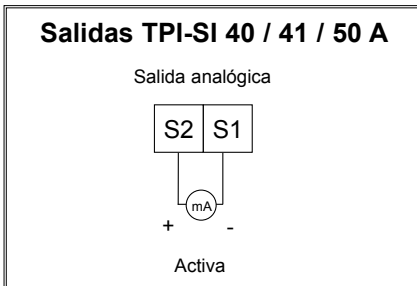 Salidas TPI-SI 40 / 41 / 50 A
Salida analógica
S2 S1
mA
+ -
Activa